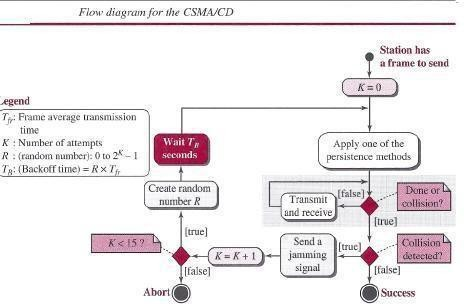 Flow diagram for the CSMA/CD
Station has
a frame to send
K = 0
Legend
T_fr: Frame average transmission
time
K : Number of attempts
R : (random number): 0 to 2^K – 1
T_B: (Backoff time) = R × T_fr
Wait T_B
seconds
Apply one of the
persistence methods
Create random
number R
Transmit
and receive
[false]
Done or
collision?
[true]
[true]
K < 15 ?
K = K + 1
Send a
jamming
signal
[true]
Collision
detected?
[false]
[false]
Abort
Success